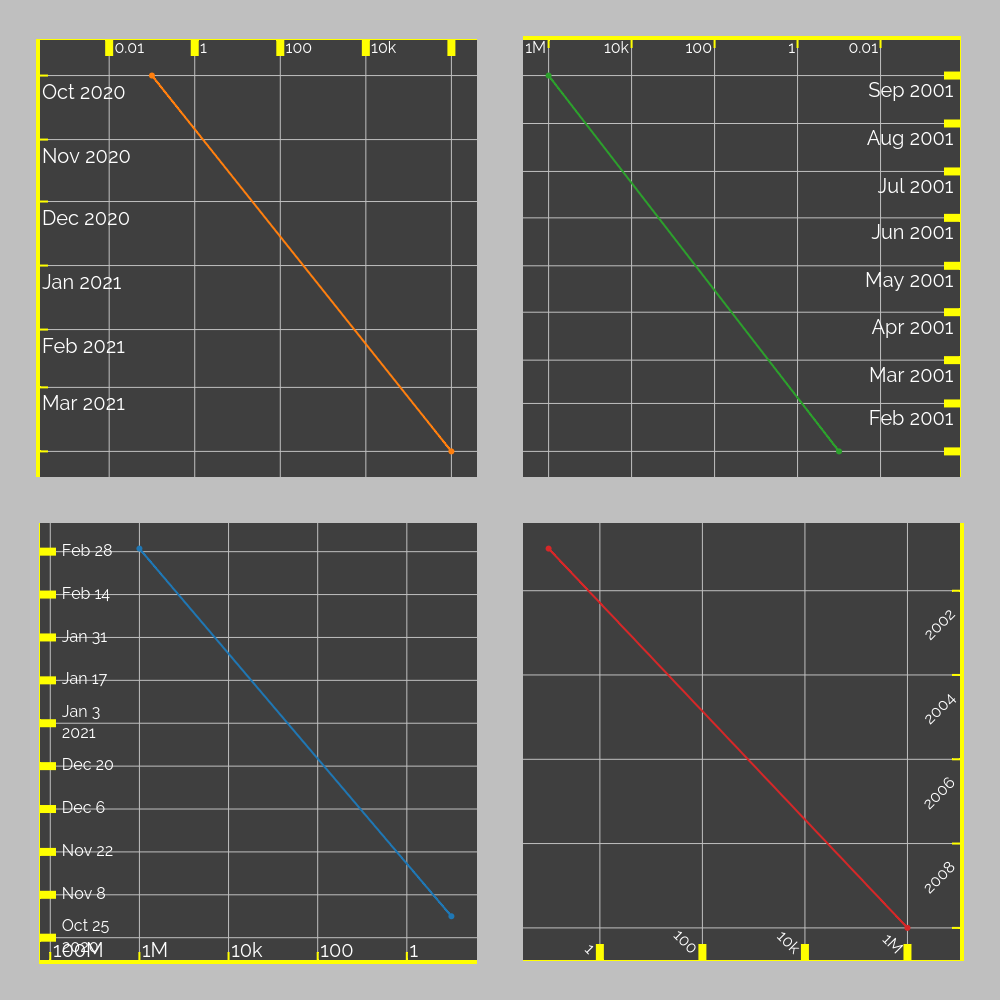 0.01 1 100 10k
Oct 2020
Nov 2020
Dec 2020
Jan 2021
Feb 2021
Mar 2021
1M 10k 100 1 0.01
Sep 2001
Aug 2001
Jul 2001
Jun 2001
May 2001
Apr 2001
Mar 2001
Feb 2001
Feb 28
Feb 14
Jan 31
Jan 17
Jan 3
2021
Dec 20
Dec 6
Nov 22
Nov 8
Oct 25
2020
100M 1M 10k 100 1
2002
2004
2006
2008
1 100 10k 1M